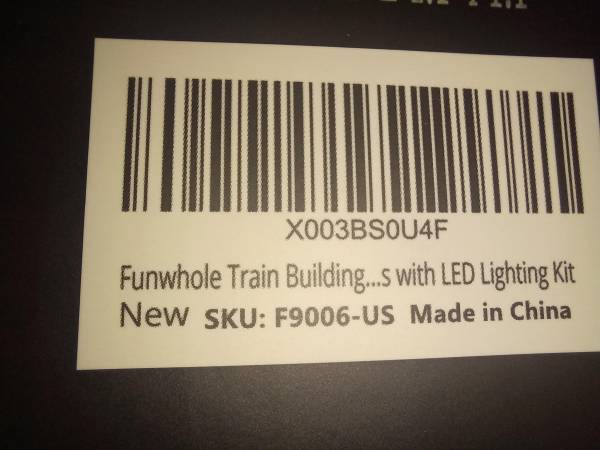 X003BS0U4F
Funwhole Train Building...s with LED Lighting Kit
New SKU: F9006-US Made in China